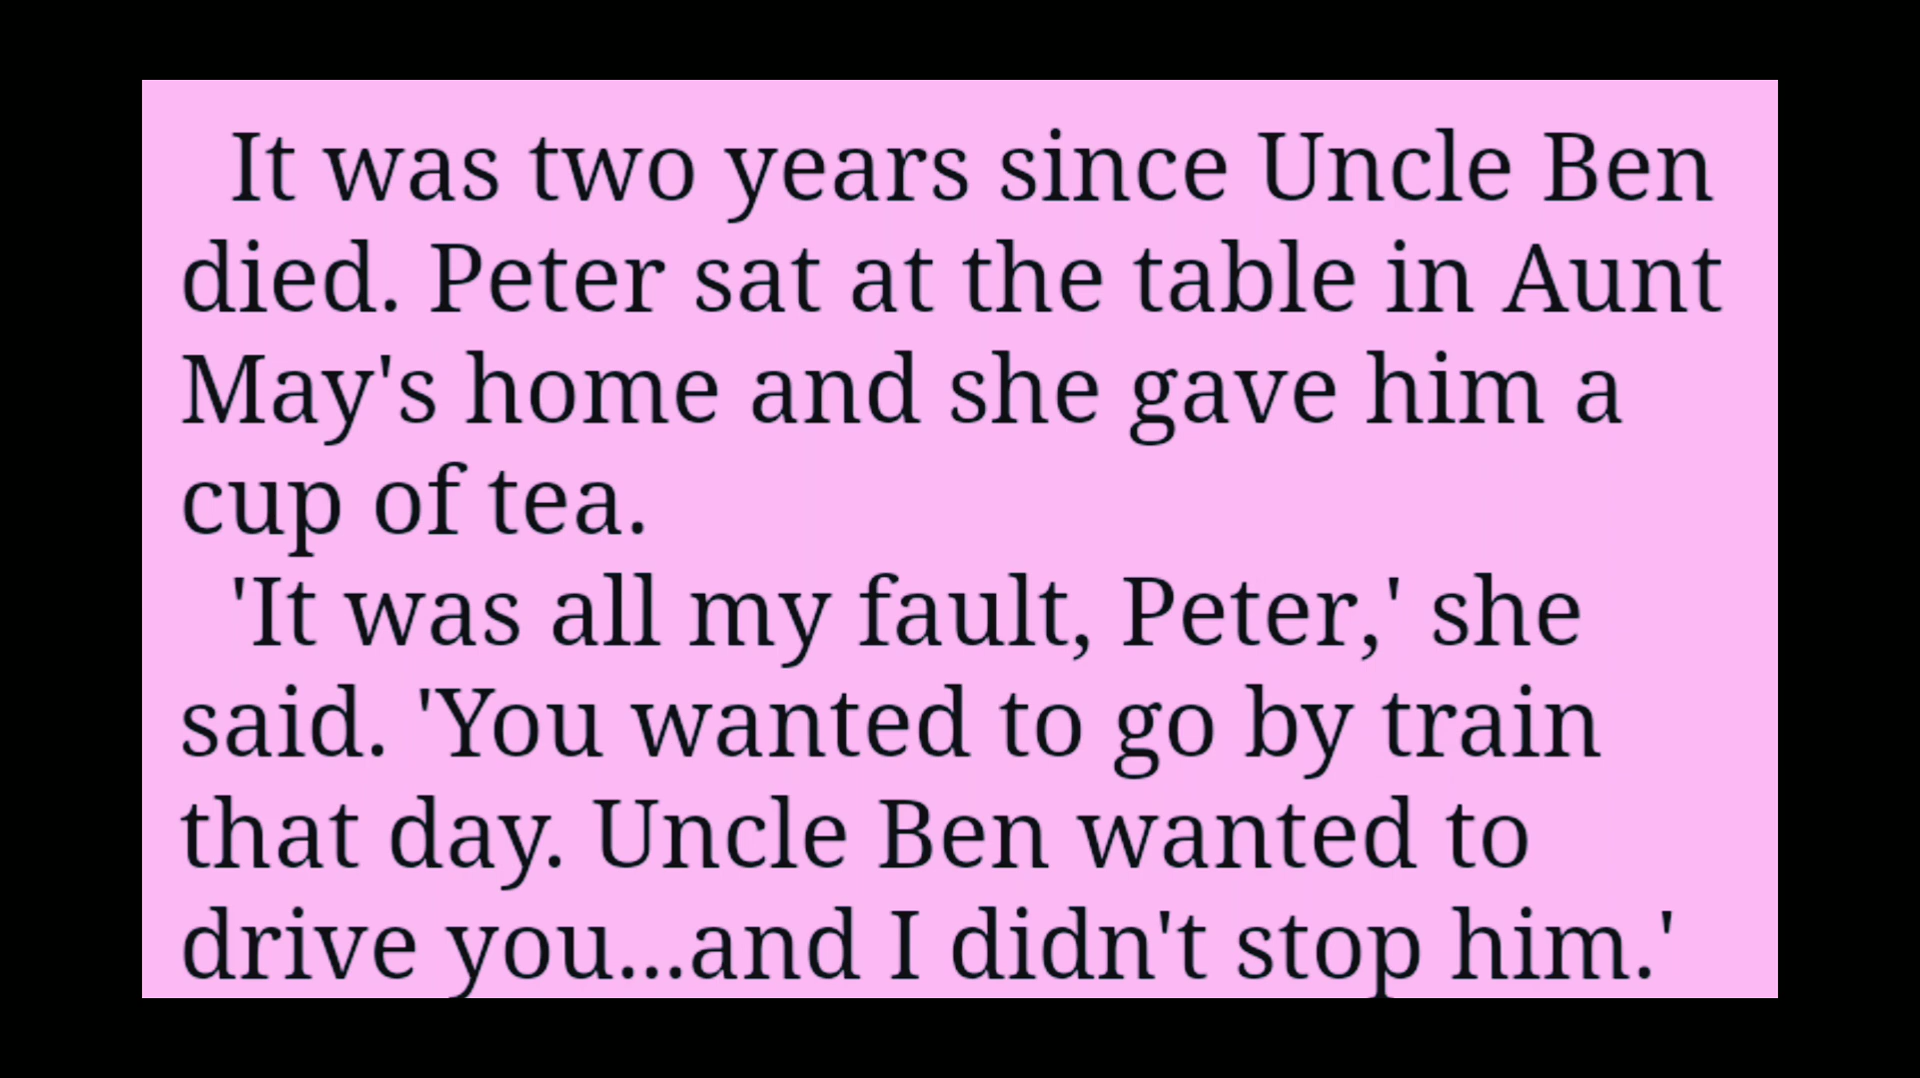 It was two years since Uncle Ben
died. Peter sat at the table in Aunt
May's home and she gave him a
cup of tea.
'It was all my fault, Peter,' she
said. 'You wanted to go by train
that day. Uncle Ben wanted to
drive you...and I didn't stop him.'